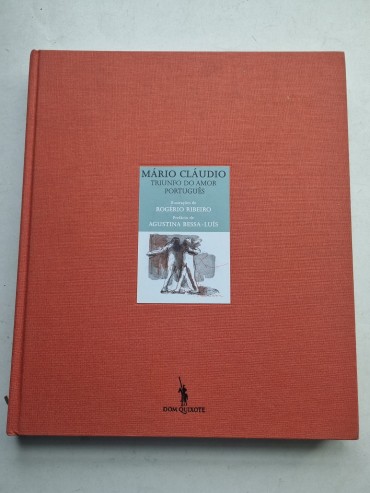 MÁRIO CLÁUDIO
TRIUNFO DO AMOR
PORTUGUÊS
Ilustrações de
ROGÉRIO RIBEIRO
Prefácio de
AGUSTINA BESSA-LUÍS
DOM QUIXOTE